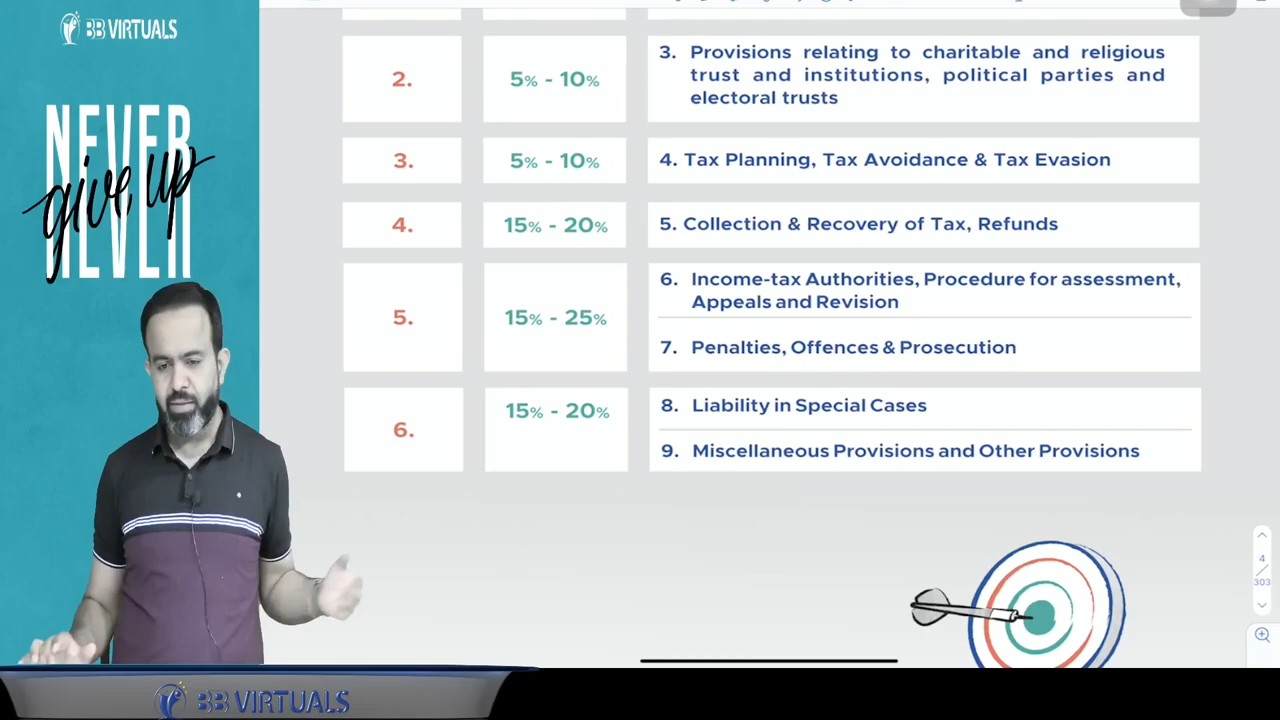 BB VIRTUALS
NEVER
give up
NEVER
2.
5% - 10%
3. Provisions relating to charitable and religious
trust and institutions, political parties and
electoral trusts
3.
5% - 10%
4. Tax Planning, Tax Avoidance & Tax Evasion
4.
15% - 20%
5. Collection & Recovery of Tax, Refunds
5.
15% - 25%
6. Income-tax Authorities, Procedure for assessment,
Appeals and Revision
7. Penalties, Offences & Prosecution
6.
15% - 20%
8. Liability in Special Cases
9. Miscellaneous Provisions and Other Provisions
4
303
BB VIRTUALS